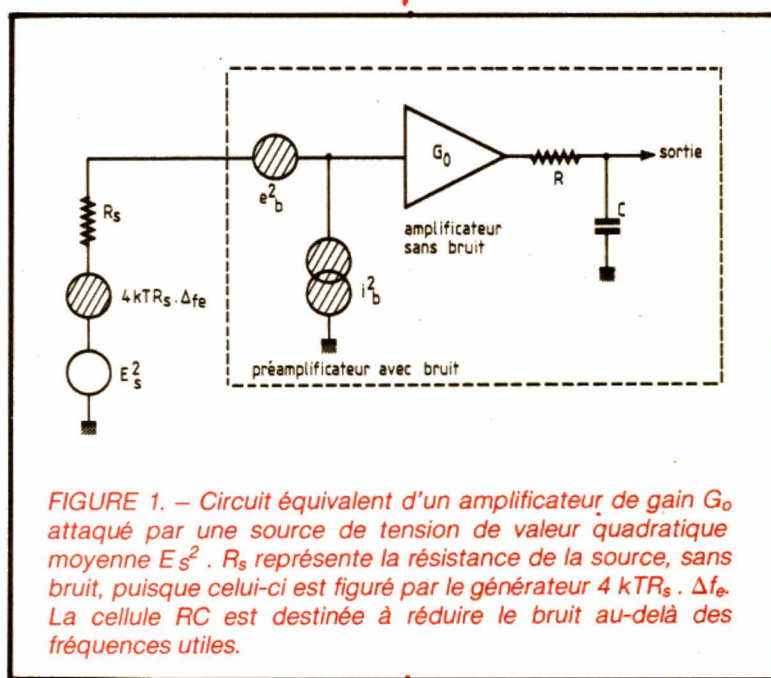 G₀
sortie
e²b
R
C
Rs
amplificateur
sans bruit
i²b
4kTRs.Δfe
Es²
préamplificateur avec bruit
FIGURE 1. – Circuit équivalent d'un amplificateur de gain Go
attaqué par une source de tension de valeur quadratique
moyenne Es². Rs représente la résistance de la source, sans
bruit, puisque celui-ci est figuré par le générateur 4 kTRs . Δfe.
La cellule RC est destinée à réduire le bruit au-delà des
fréquences utiles.